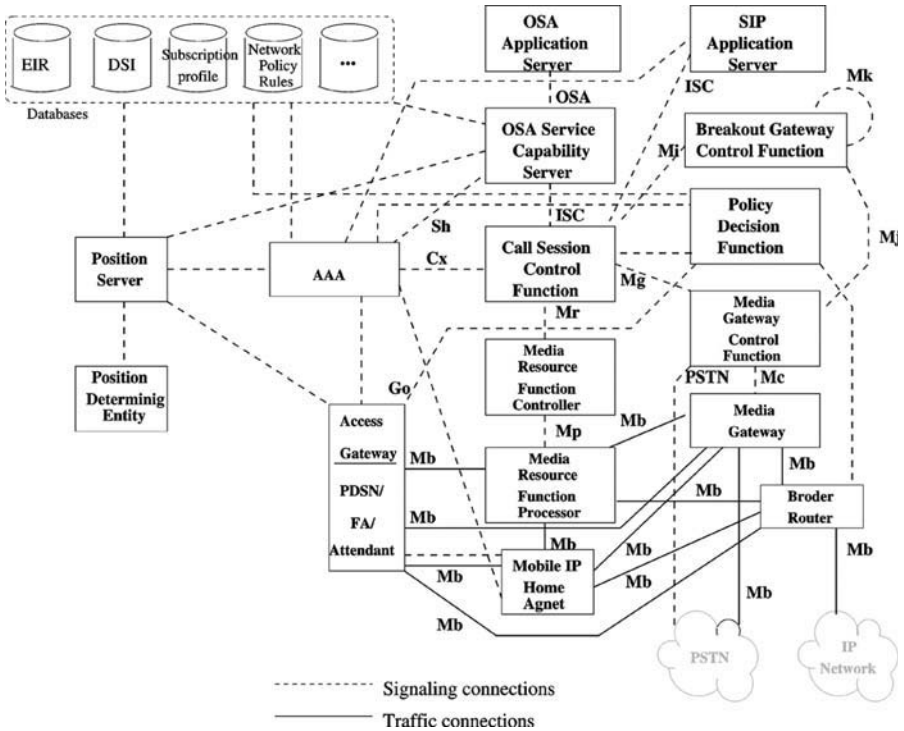 EIR
DSI
Subscription
profile
Network
Policy
Rules
...
Databases
OSA
Application
Server
SIP
Application
Server
OSA
ISC
Mk
OSA Service
Capability
Server
Breakout Gateway
Control Function
Mi
ISC
Sh
Policy
Decision
Function
Mj
Position
Server
AAA
Cx
Call Session
Control
Function
Mg
Mr
Media
Gateway
Control
Function
PSTN
Mc
Position
Determinig
Entity
Go
Media
Resource
Function
Controller
Mp
Mb
Media
Gateway
Access
Gateway
PDSN/
FA/
Attendant
Mb
Media
Resource
Function
Processor
Mb
Mb
Broder
Router
Mb
Mb
Mb
Mb
Mb
Mobile IP
Home
Agnet
Mb
Mb
Mb
Mb
PSTN
IP
Network
Signaling connections
Traffic connections